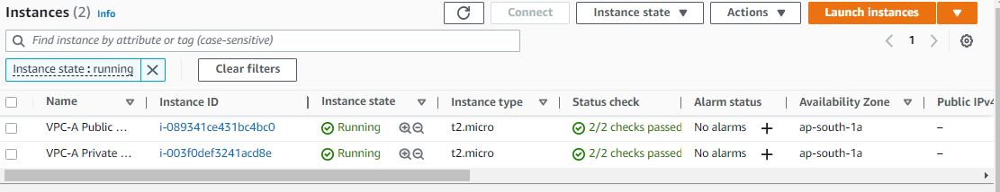 Instances (2) Info Connect Instance state Actions Launch instances
Find instance by attribute or tag (case-sensitive) 1
Instance state : running Clear filters
Name Instance ID Instance state Instance type Status check Alarm status Availability Zone Public IPv4
VPC-A Public ... i-089341ce431bc4bc0 Running t2.micro 2/2 checks passed No alarms + ap-south-1a –
VPC-A Private ... i-003f0def3241acd8e Running t2.micro 2/2 checks passed No alarms + ap-south-1a –